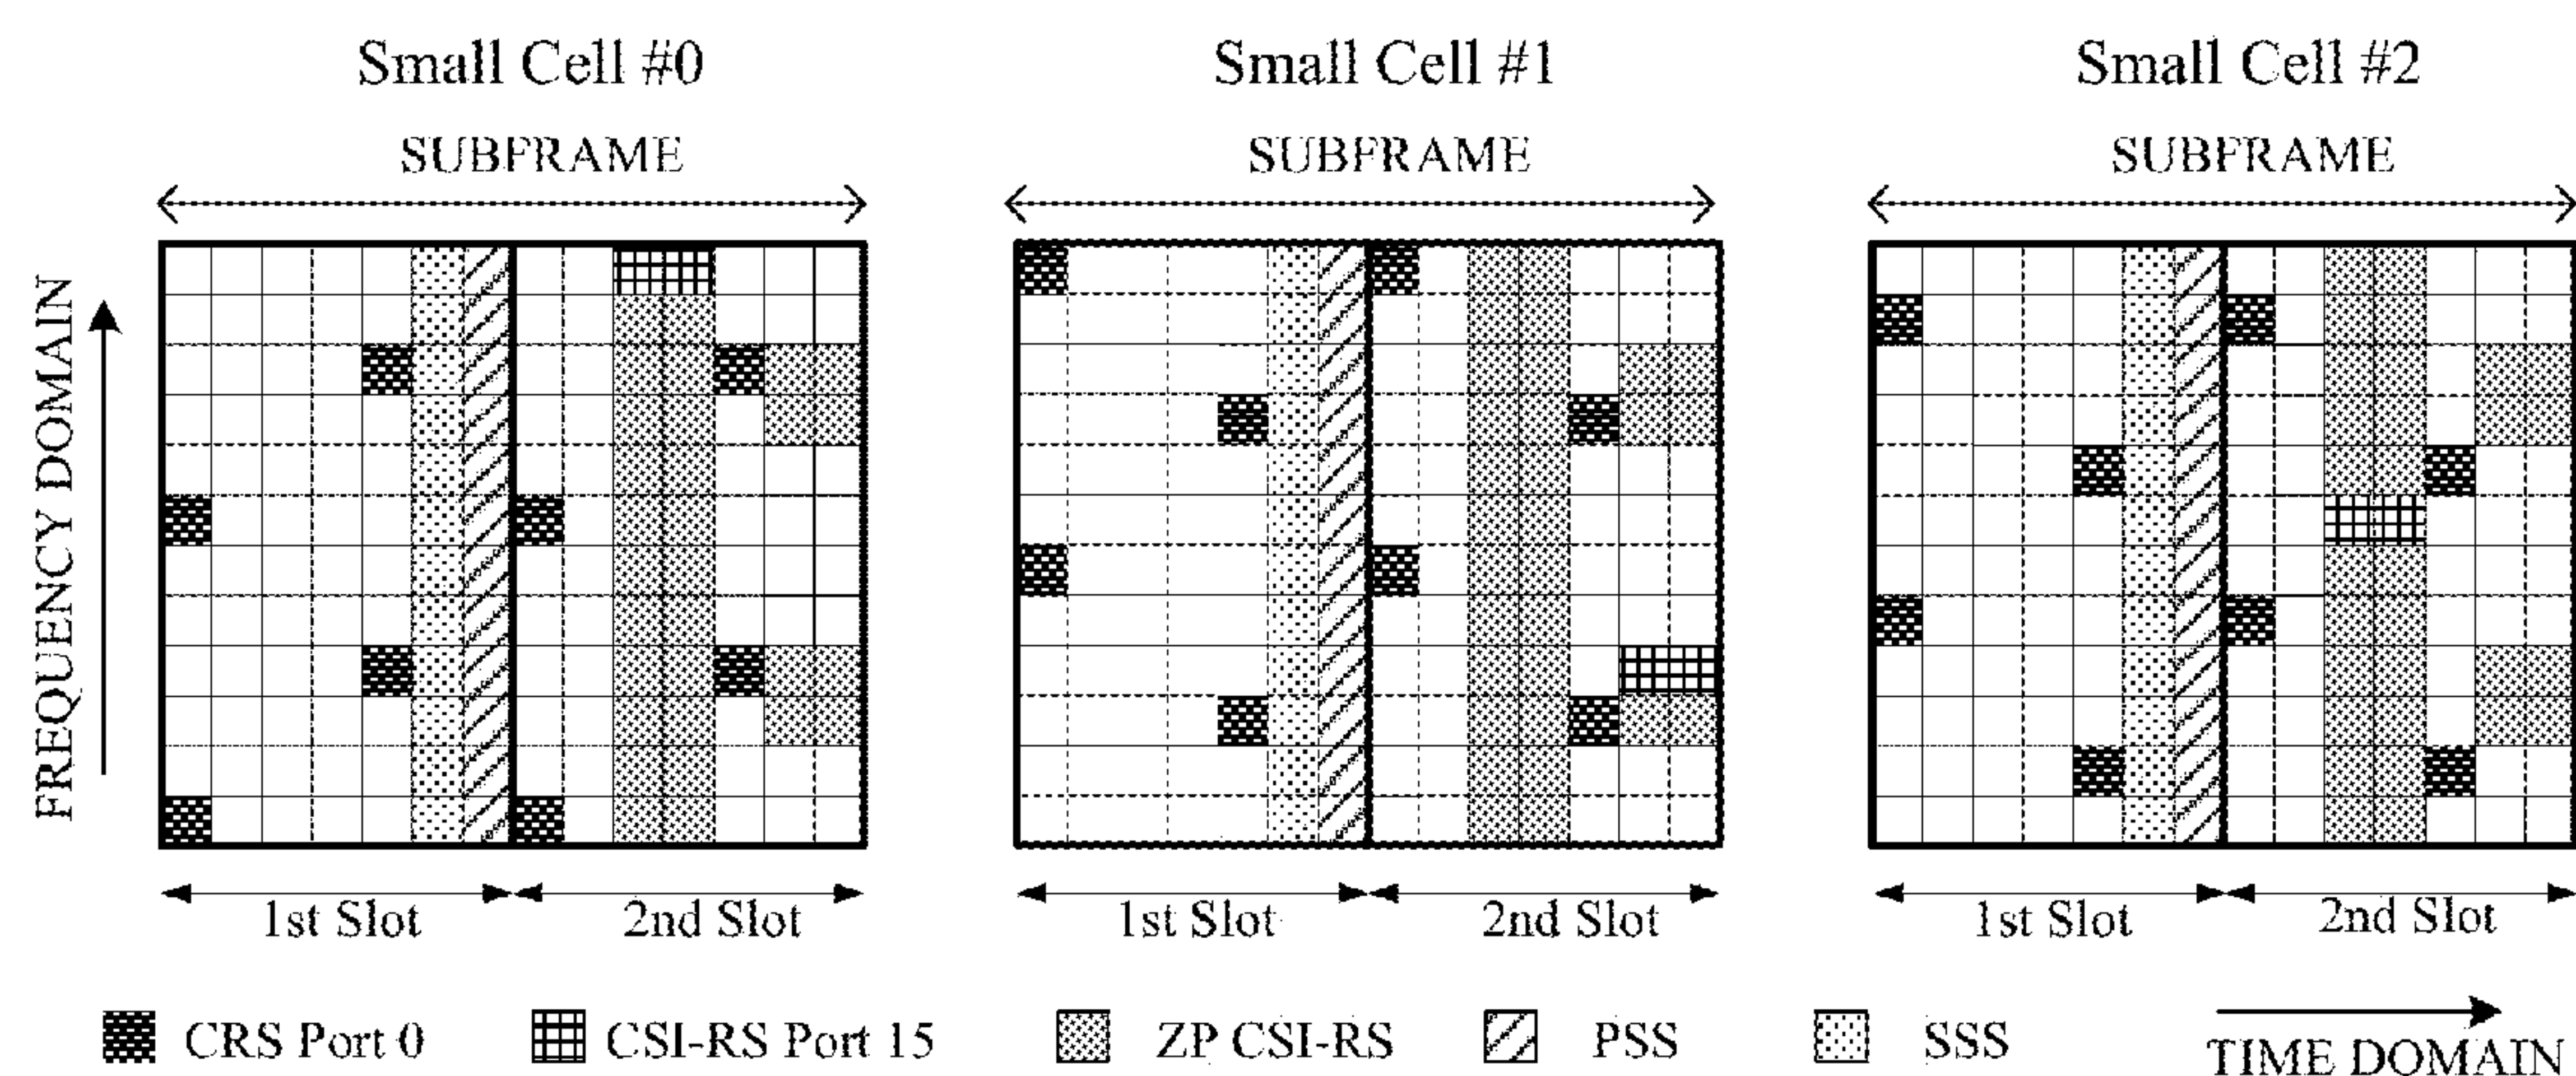 Small Cell #0
Small Cell #1
Small Cell #2
SUBFRAME
SUBFRAME
SUBFRAME
FREQUENCY DOMAIN
1st Slot
2nd Slot
1st Slot
2nd Slot
1st Slot
2nd Slot
CRS Port 0
CSI-RS Port 15
ZP CSI-RS
PSS
SSS
TIME DOMAIN